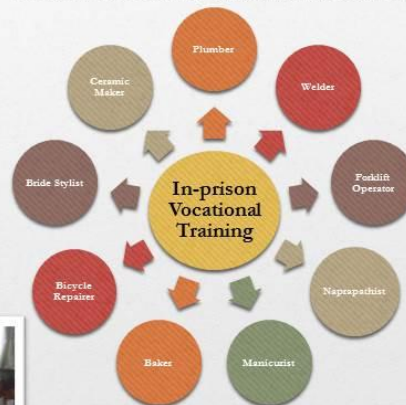 Plumber
Welder
Forklift
Operator
Naprapathist
Manicurist
Baker
Bicycle
Repairer
Bride Stylist
Ceramic
Maker
In-prison
Vocational
Training